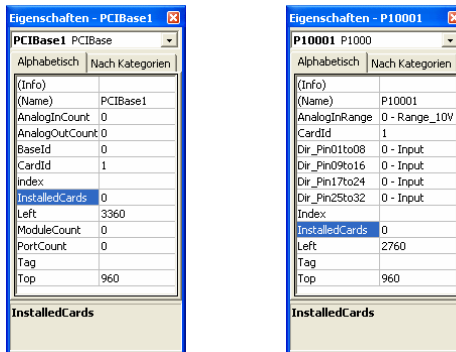 Eigenschaften - PCIBase1
PCIBase1 PCIBase
Alphabetisch Nach Kategorien
(Info)
(Name) PCIBase1
AnalogInCount 0
AnalogOutCount 0
BaseId 0
CardId 1
index
InstalledCards 0
Left 3360
ModuleCount 0
PortCount 0
Tag
Top 960
InstalledCards
Eigenschaften - P10001
P10001 P1000
Alphabetisch Nach Kategorien
(Info)
(Name) P10001
AnalogInRange 0 - Range_10V
CardId 1
Dir_Pin01to08 0 - Input
Dir_Pin09to16 0 - Input
Dir_Pin17to24 0 - Input
Dir_Pin25to32 0 - Input
Index
InstalledCards 0
Left 2760
Tag
Top 960
InstalledCards